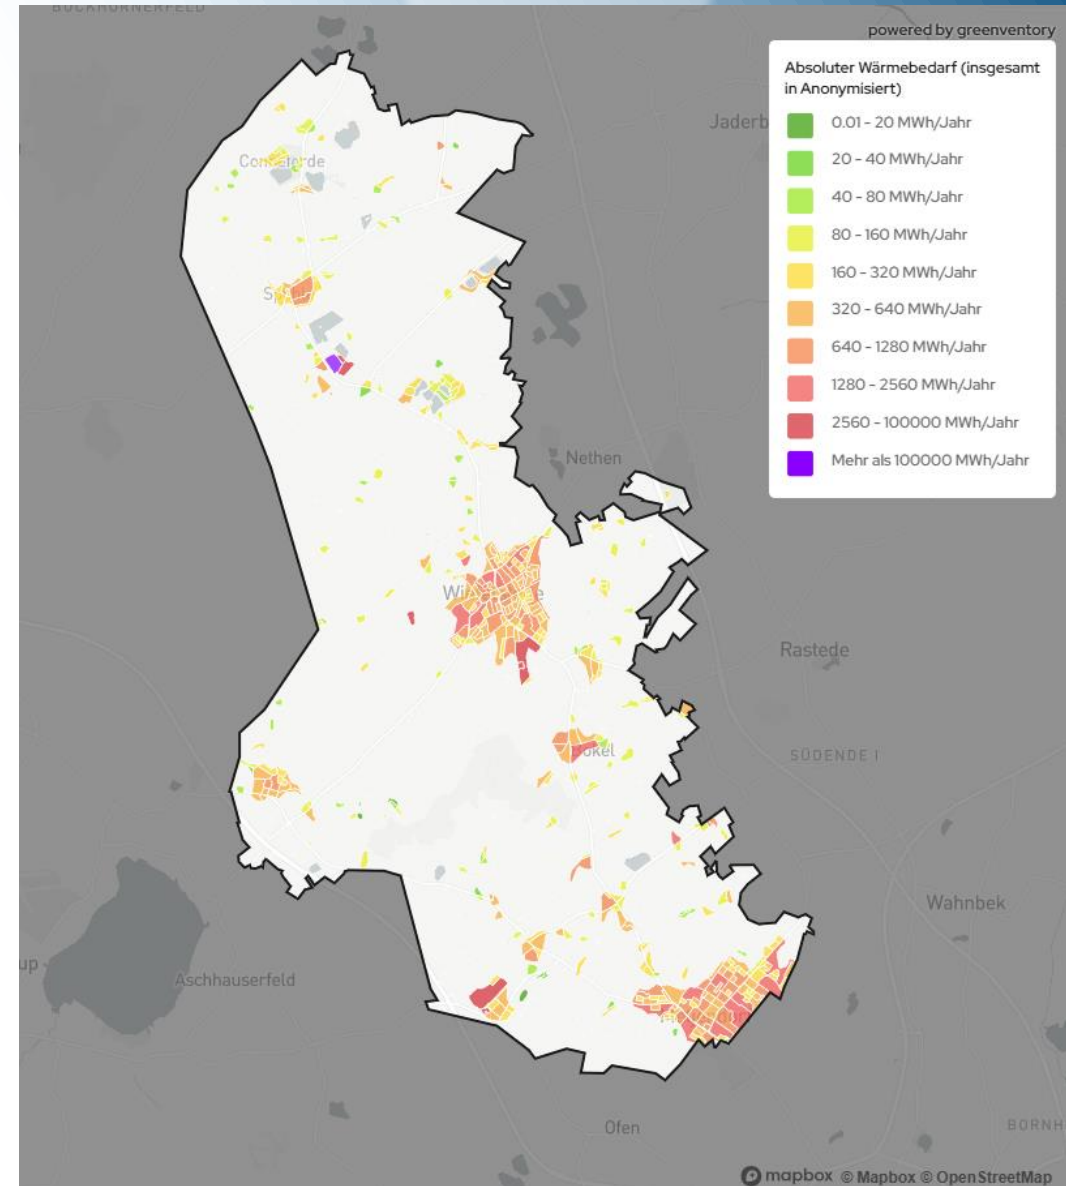 powered by greenventory
Absoluter Wärmebedarf (insgesamt
in Anonymisiert)
0.01 - 20 MWh/Jahr
20 - 40 MWh/Jahr
40 - 80 MWh/Jahr
80 - 160 MWh/Jahr
160 - 320 MWh/Jahr
320 - 640 MWh/Jahr
640 - 1280 MWh/Jahr
1280 - 2560 MWh/Jahr
2560 - 100000 MWh/Jahr
Mehr als 100000 MWh/Jahr
Jaderb
Nethen
Rastede
SÜDENDE I
Wahnbek
up
Aschhauserfeld
Ofen
BORNH
mapbox © Mapbox © OpenStreetMap